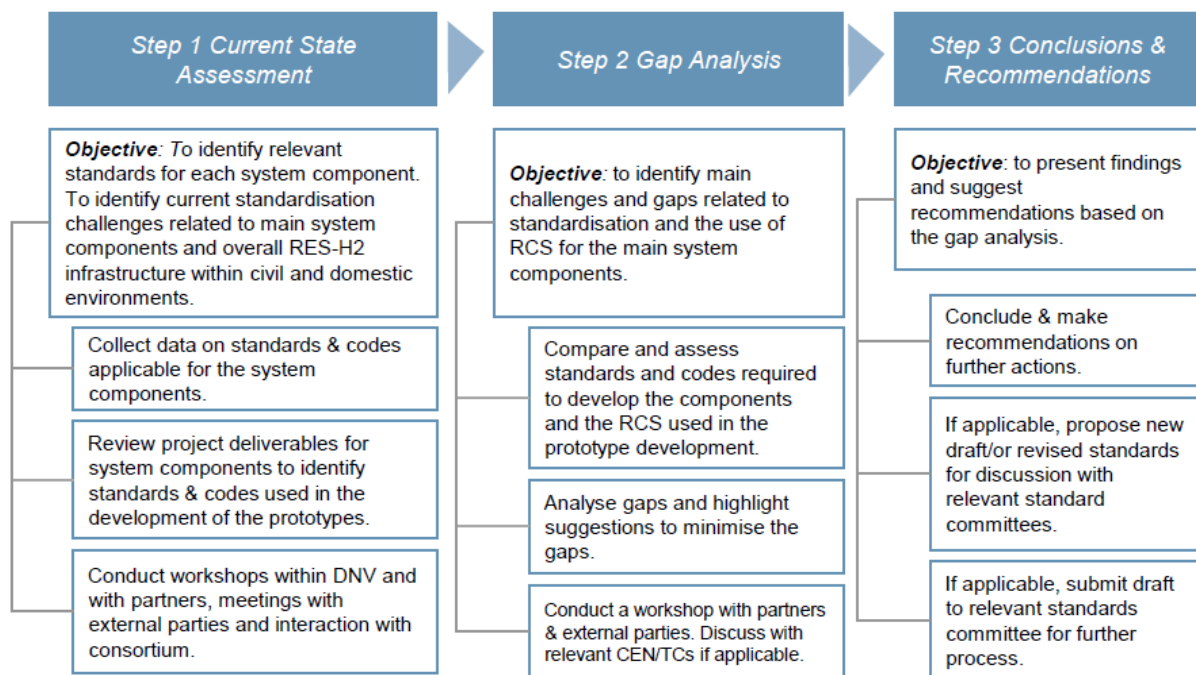 Step 1 Current State
Assessment
Objective: To identify relevant
standards for each system component.
To identify current standardisation
challenges related to main system
components and overall RES-H2
infrastructure within civil and domestic
environments.
Collect data on standards & codes
applicable for the system
components.
Review project deliverables for
system components to identify
standards & codes used in the
development of the prototypes.
Conduct workshops within DNV and
with partners, meetings with
external parties and interaction with
consortium.
Step 2 Gap Analysis
Objective: to identify main
challenges and gaps related to
standardisation and the use of
RCS for the main system
components.
Compare and assess
standards and codes required
to develop the components
and the RCS used in the
prototype development.
Analyse gaps and highlight
suggestions to minimise the
gaps.
Conduct a workshop with partners
& external parties. Discuss with
relevant CEN/TCs if applicable.
Step 3 Conclusions &
Recommendations
Objective: to present findings
and suggest
recommendations based on
the gap analysis.
Conclude & make
recommendations on
further actions.
If applicable, propose new
draft/or revised standards
for discussion with
relevant standard
committees.
If applicable, submit draft
to relevant standards
committee for further
process.